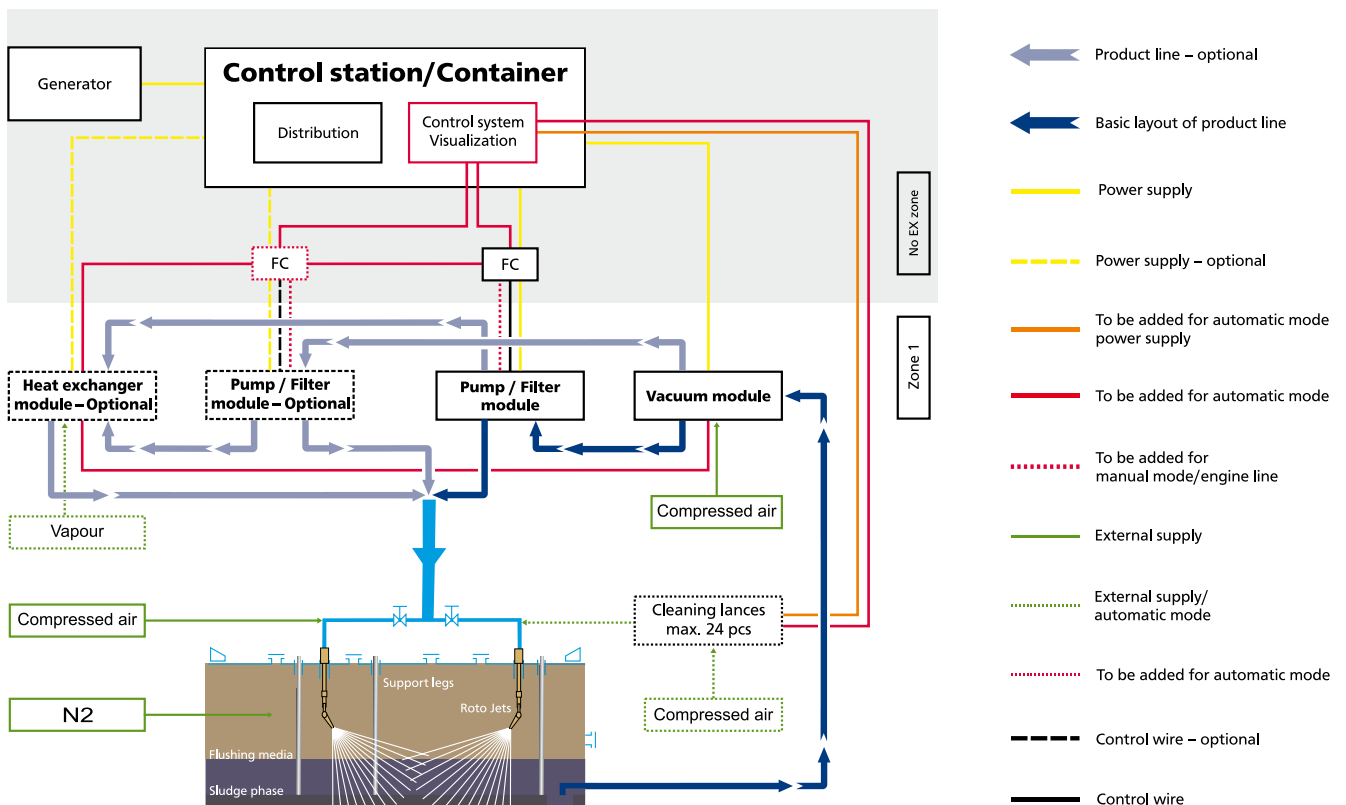 Control station/Container
Generator
Distribution
Control system
Visualization
FC
FC
No EX zone
Zone 1
Heat exchanger
module – Optional
Pump / Filter
module – Optional
Pump / Filter
module
Vacuum module
Vapour
Compressed air
Compressed air
Cleaning lances
max. 24 pcs
Compressed air
N2
Support legs
Roto Jets
Flushing media
Sludge phase
Product line – optional
Basic layout of product line
Power supply
Power supply – optional
To be added for automatic mode
power supply
To be added for automatic mode
To be added for
manual mode/engine line
External supply
External supply/
automatic mode
To be added for automatic mode
Control wire – optional
Control wire